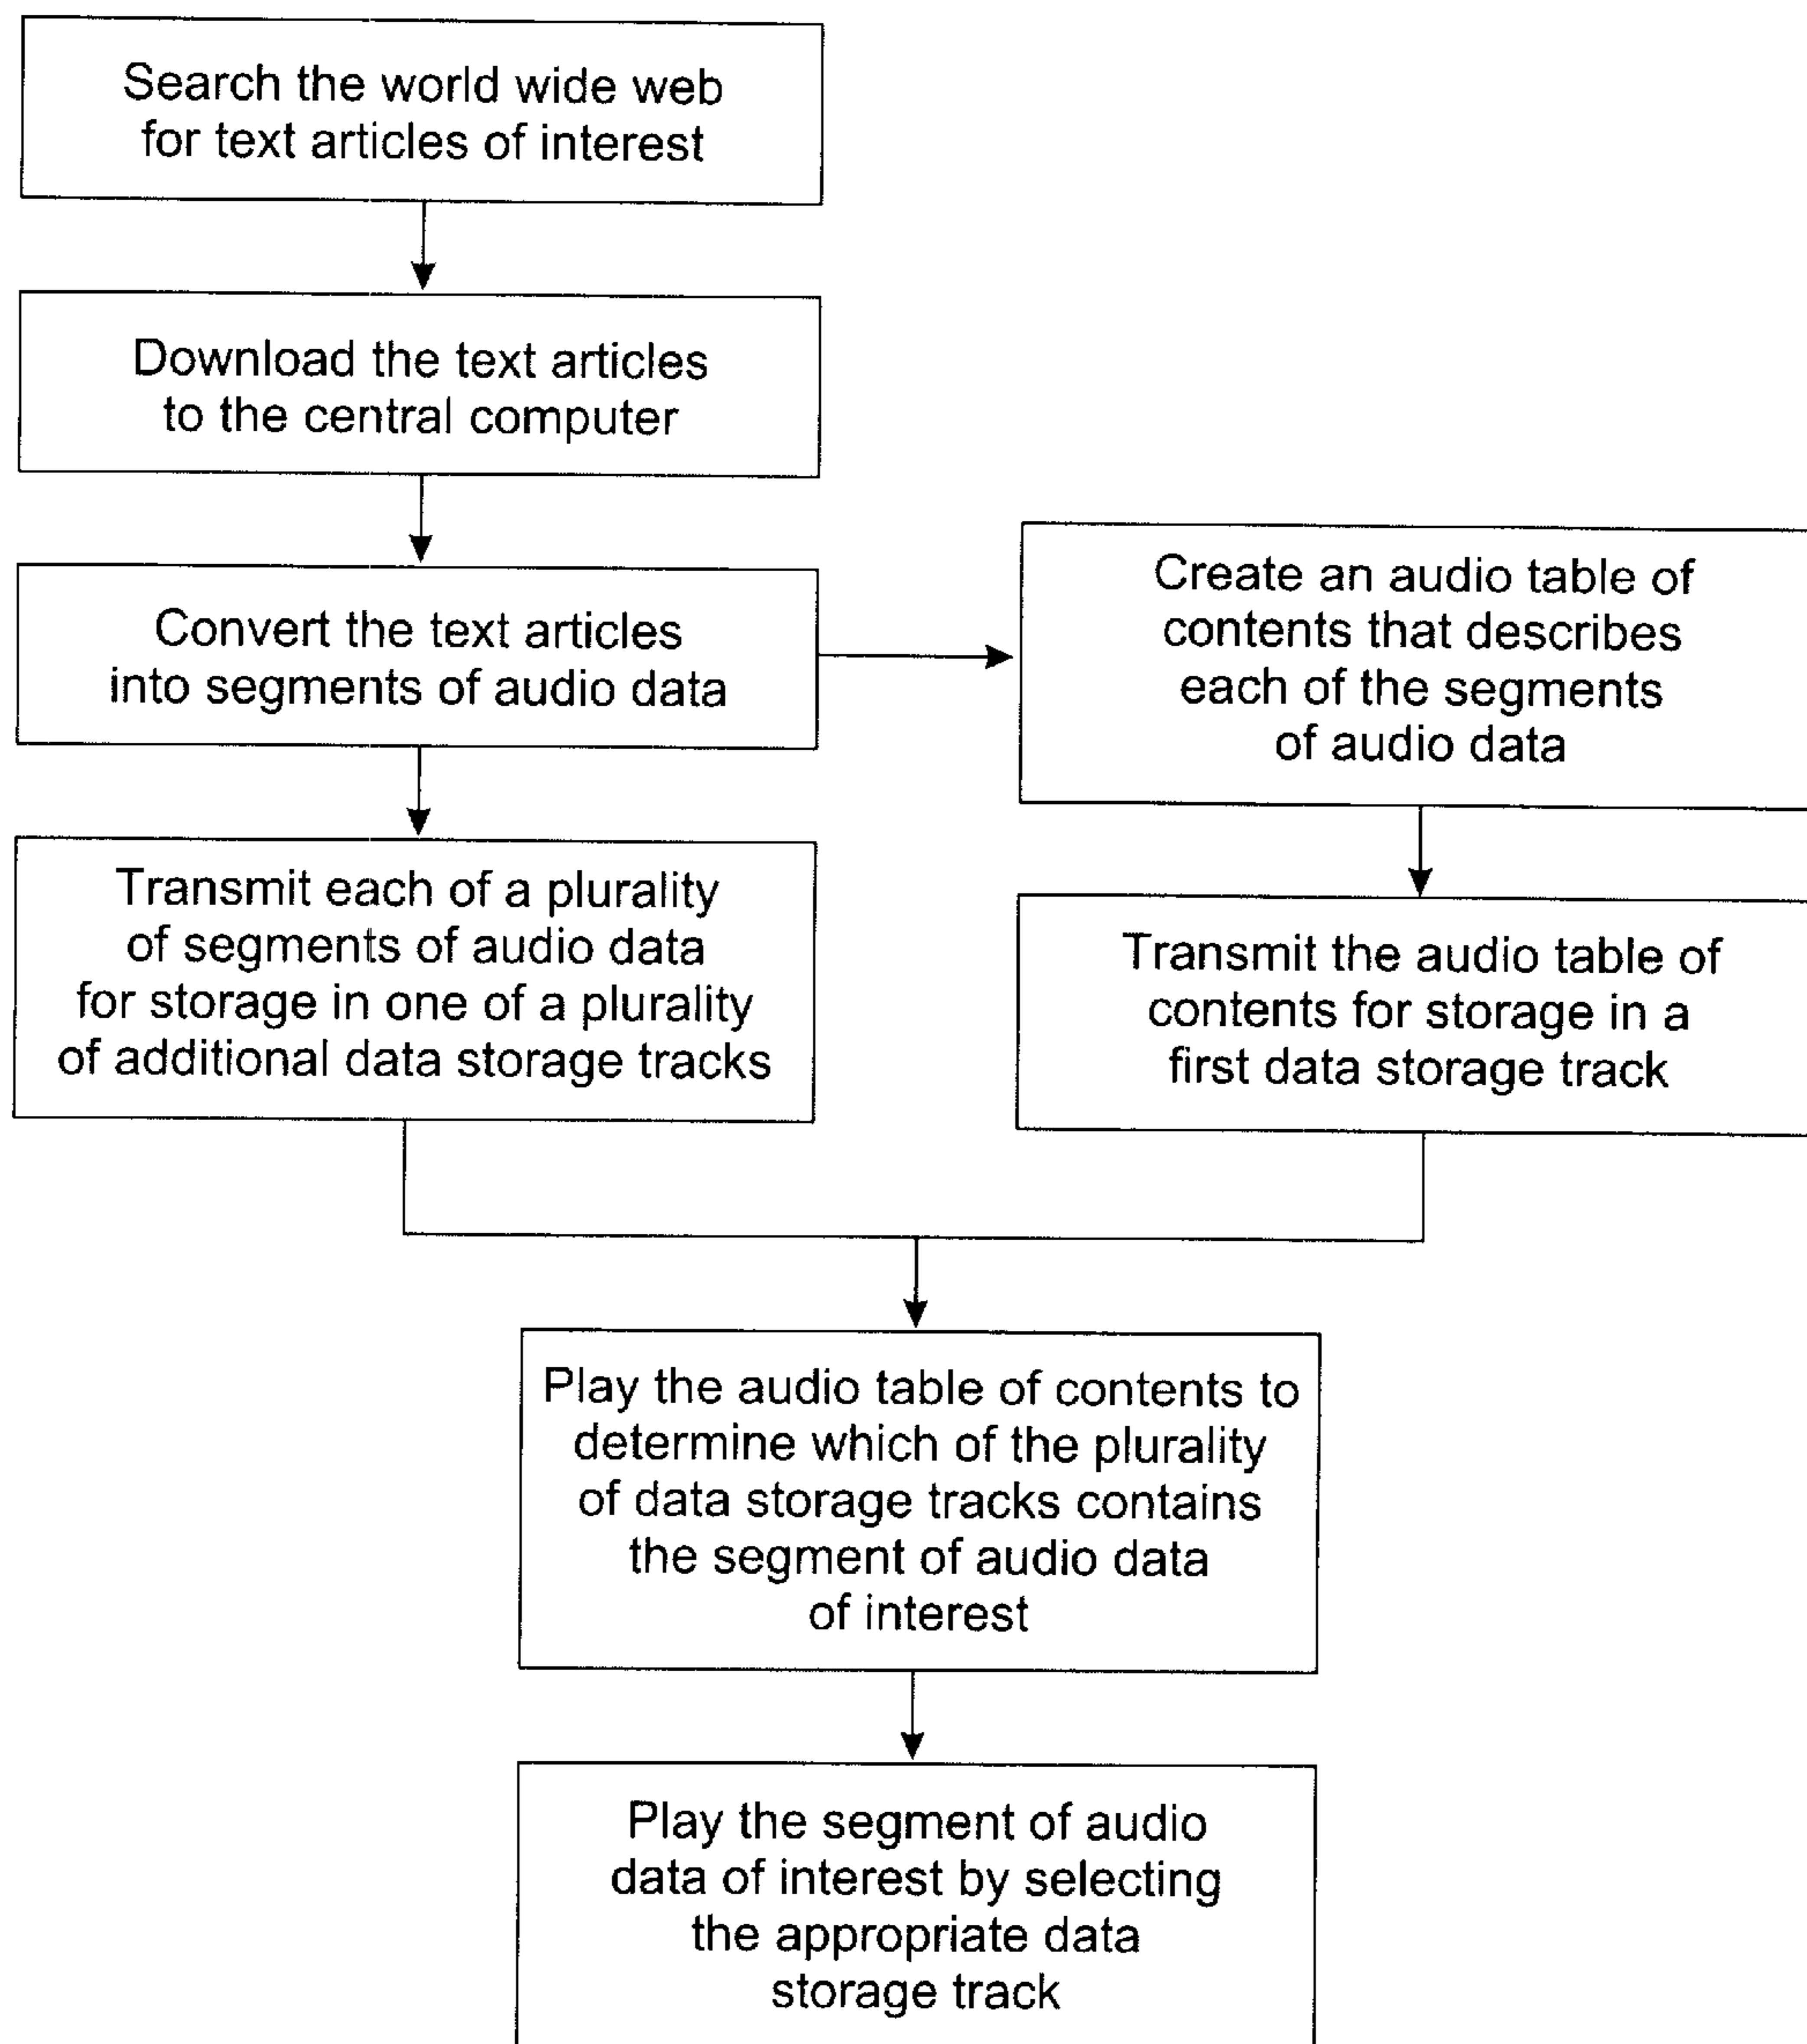 Search the world wide web
for text articles of interest
Download the text articles
to the central computer
Convert the text articles
into segments of audio data
Create an audio table of
contents that describes
each of the segments
of audio data
Transmit each of a plurality
of segments of audio data
for storage in one of a plurality
of additional data storage tracks
Transmit the audio table of
contents for storage in a
first data storage track
Play the audio table of contents to
determine which of the plurality
of data storage tracks contains
the segment of audio data
of interest
Play the segment of audio
data of interest by selecting
the appropriate data
storage track